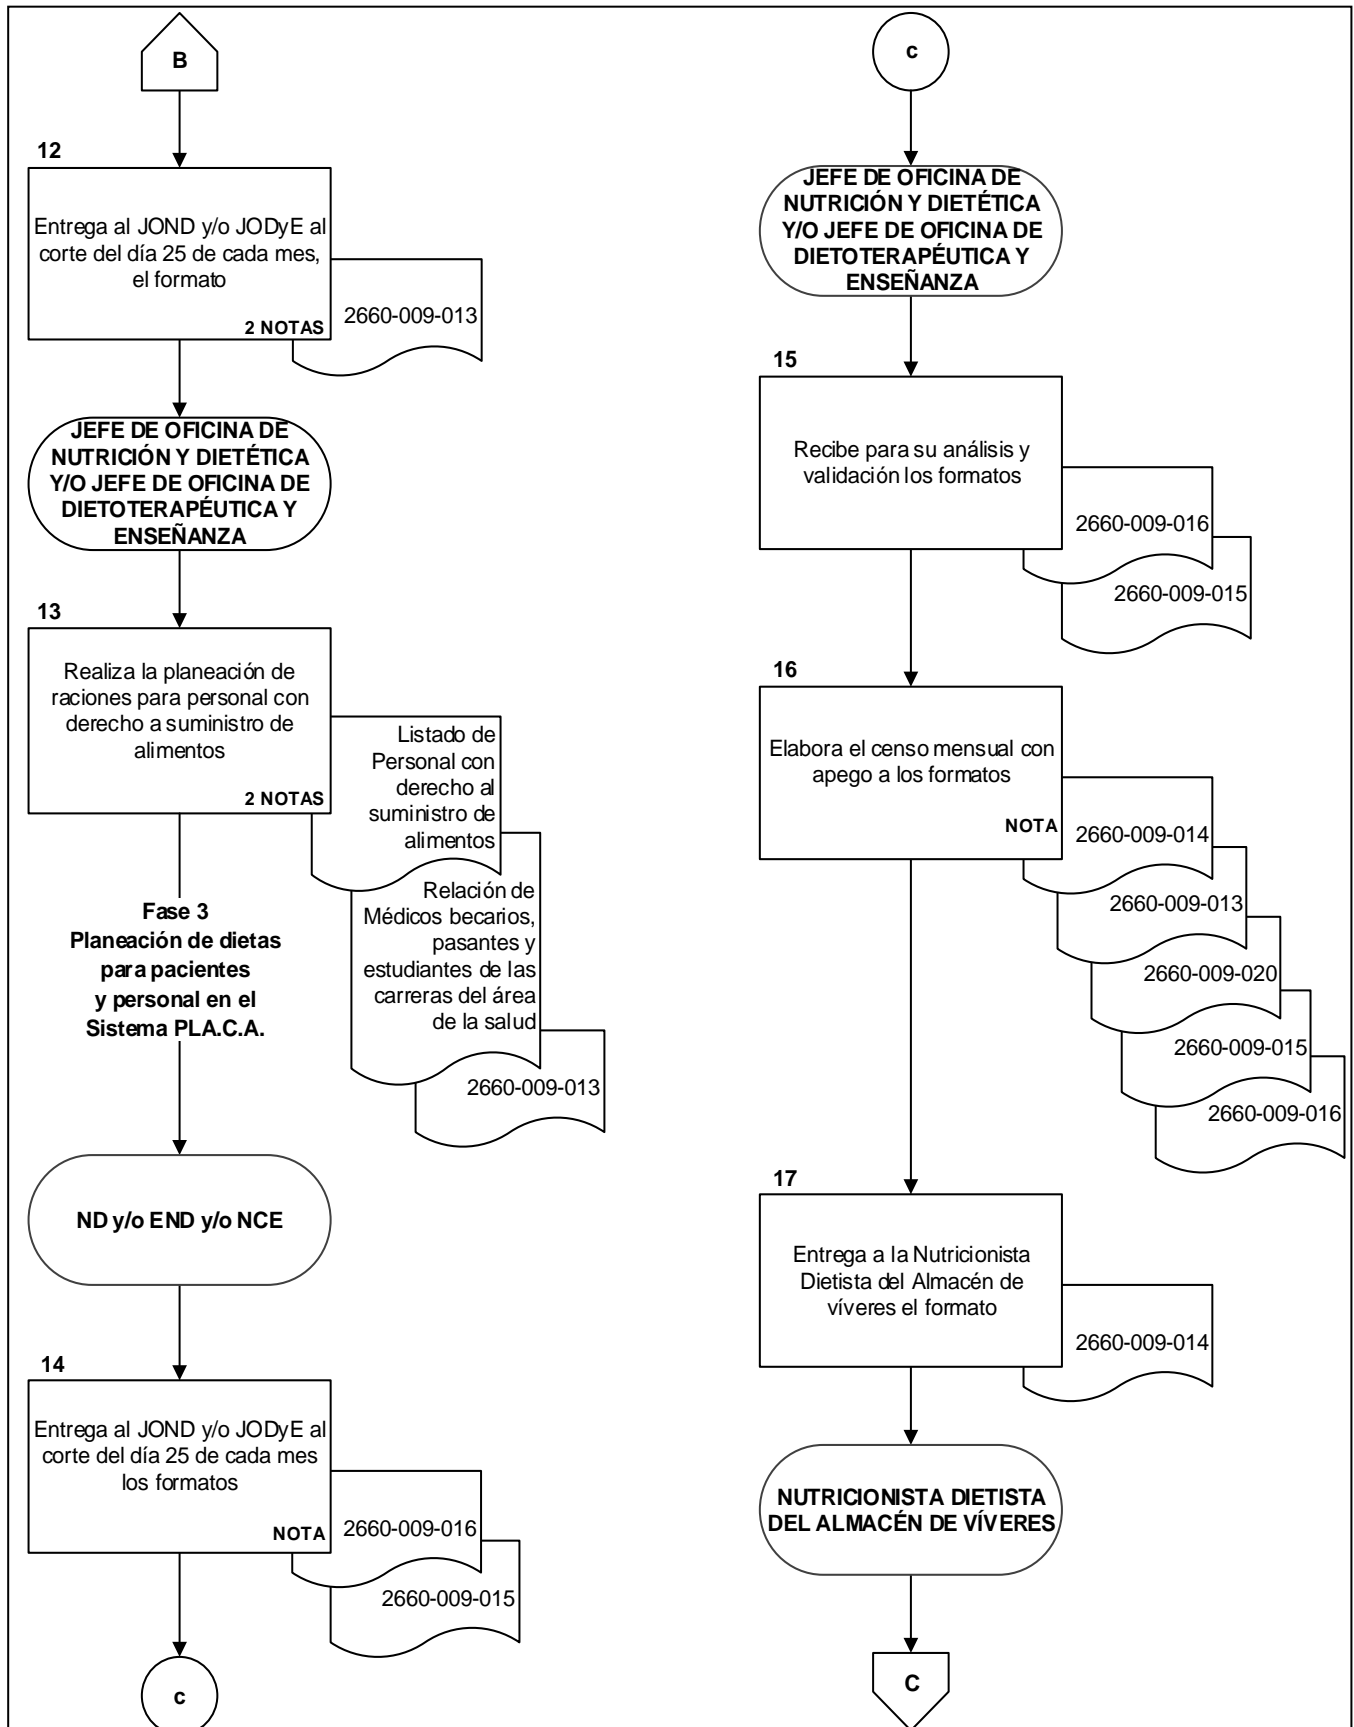 B
12
Entrega al JOND y/o JODyE al
corte del día 25 de cada mes,
el formato
2 NOTAS
2660-009-013
JEFE DE OFICINA DE
NUTRICIÓN Y DIETÉTICA
Y/O JEFE DE OFICINA DE
DIETOTERAPÉUTICA Y
ENSEÑANZA
13
Realiza la planeación de
raciones para personal con
derecho a suministro de
alimentos
2 NOTAS
Listado de
Personal con
derecho al
suministro de
alimentos
Relación de
Médicos becarios,
pasantes y
estudiantes de las
carreras del área
de la salud
2660-009-013
Fase 3
Planeación de dietas
para pacientes
y personal en el
Sistema PLA.C.A.
ND y/o END y/o NCE
14
Entrega al JOND y/o JODyE al
corte del día 25 de cada mes
los formatos
NOTA
2660-009-016
2660-009-015
c
c
JEFE DE OFICINA DE
NUTRICIÓN Y DIETÉTICA
Y/O JEFE DE OFICINA DE
DIETOTERAPÉUTICA Y
ENSEÑANZA
15
Recibe para su análisis y
validación los formatos
2660-009-016
2660-009-015
16
Elabora el censo mensual con
apego a los formatos
NOTA
2660-009-014
2660-009-013
2660-009-020
2660-009-015
2660-009-016
17
Entrega a la Nutricionista
Dietista del Almacén de
víveres el formato
2660-009-014
NUTRICIONISTA DIETISTA
DEL ALMACÉN DE VÍVERES
C